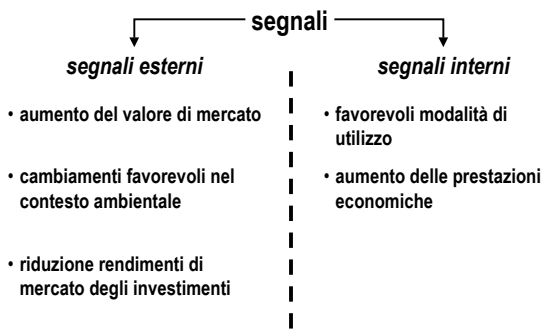 segnali
segnali esterni
• aumento del valore di mercato
• cambiamenti favorevoli nel
contesto ambientale
• riduzione rendimenti di
mercato degli investimenti
segnali interni
• favorevoli modalità di
utilizzo
• aumento delle prestazioni
economiche